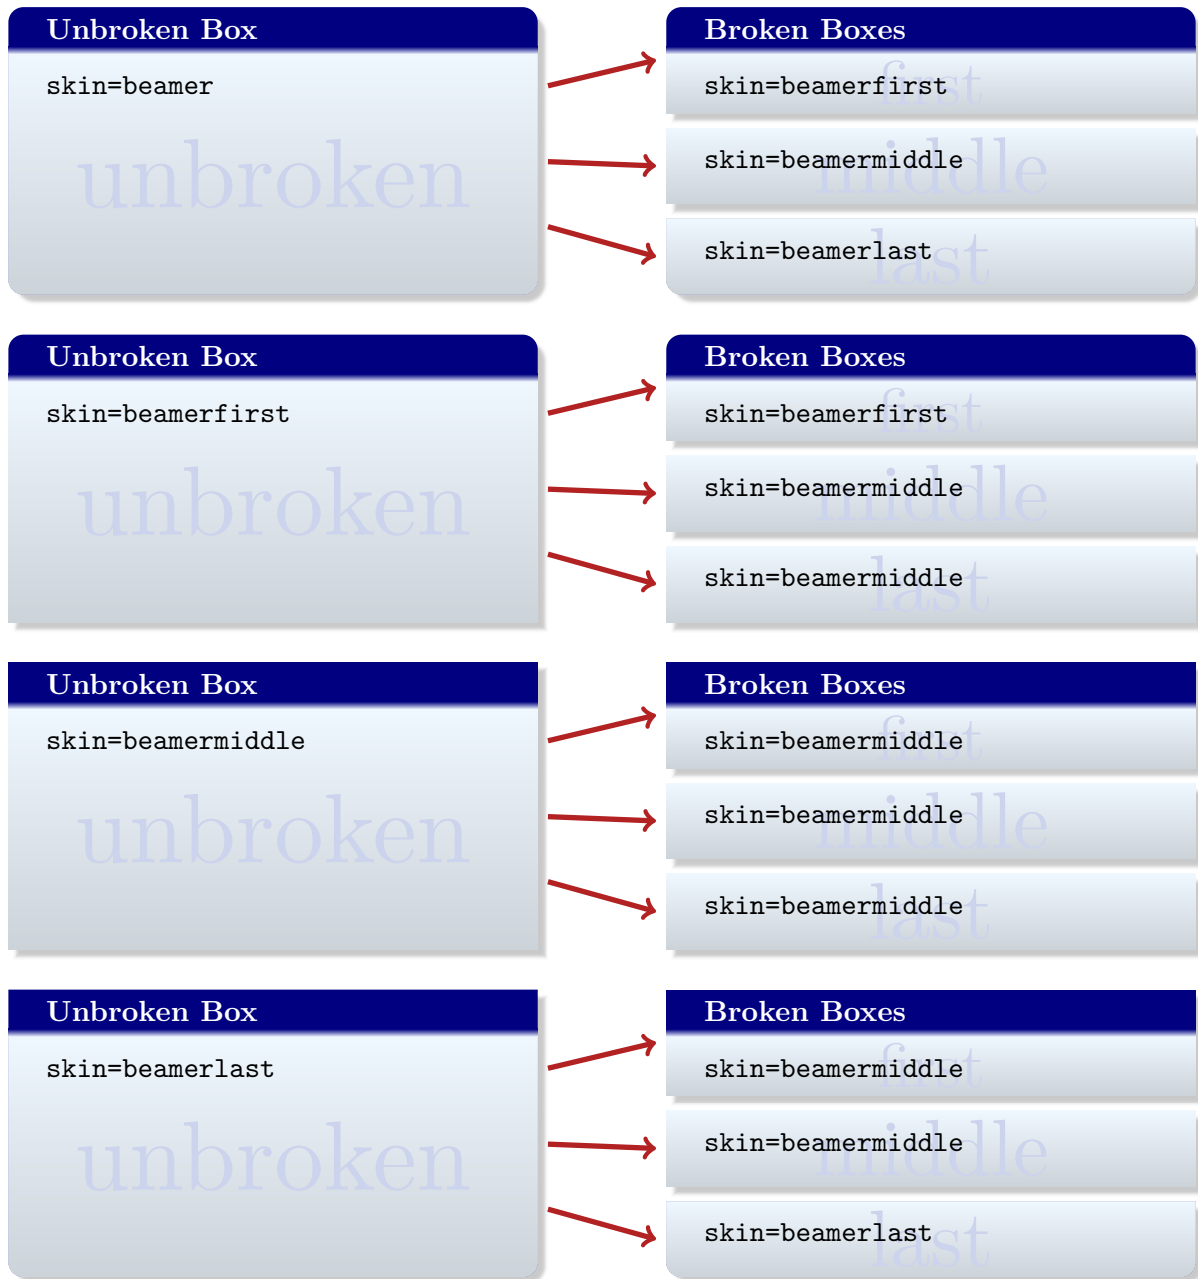 Unbroken Box
skin=beamer
unbroken
Broken Boxes
first
skin=beamerfirst
middle
skin=beamermiddle
last
skin=beamerlast
Unbroken Box
skin=beamerfirst
unbroken
Broken Boxes
first
skin=beamerfirst
middle
skin=beamermiddle
last
skin=beamermiddle
Unbroken Box
skin=beamermiddle
unbroken
Broken Boxes
first
skin=beamermiddle
middle
skin=beamermiddle
last
skin=beamermiddle
Unbroken Box
skin=beamerlast
unbroken
Broken Boxes
first
skin=beamermiddle
middle
skin=beamermiddle
last
skin=beamerlast